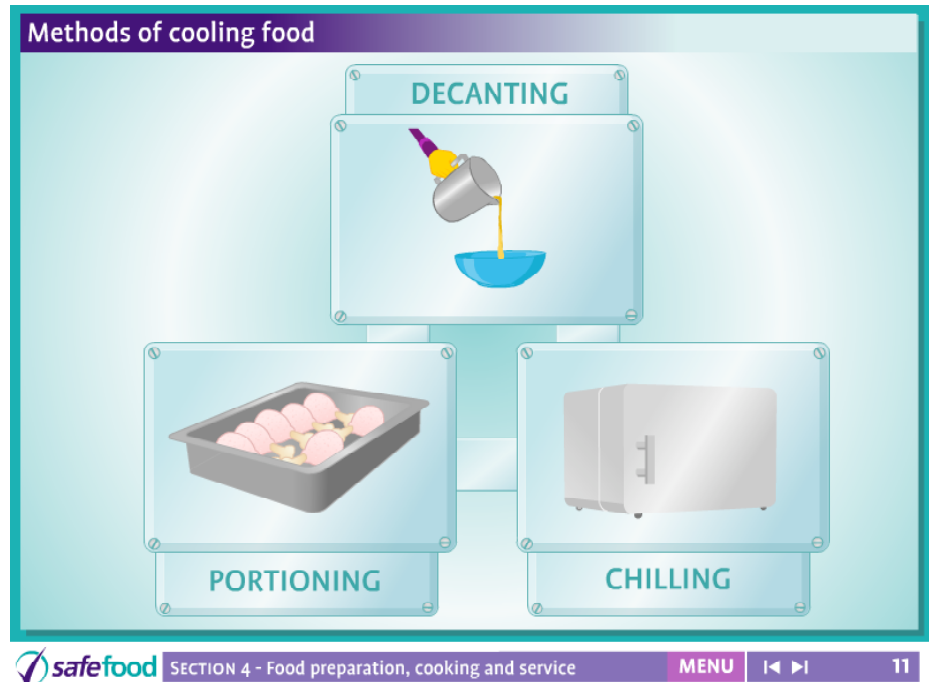 Methods of cooling food
DECANTING
PORTIONING
CHILLING
safefood SECTION 4 - Food preparation, cooking and service MENU 11